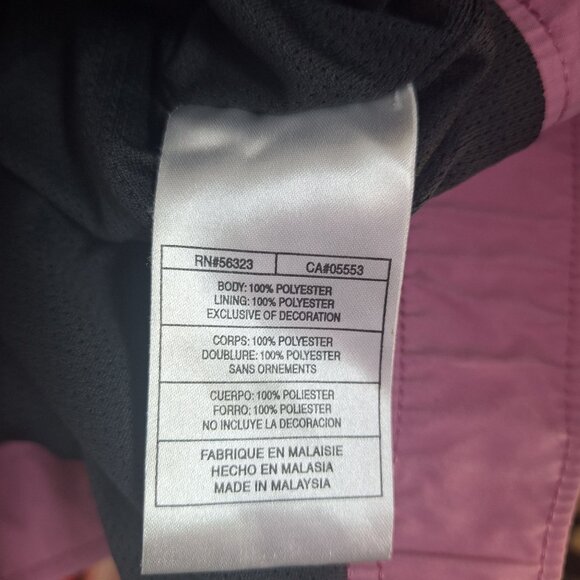 RN#56323 CA#05553
BODY: 100% POLYESTER
LINING: 100% POLYESTER
EXCLUSIVE OF DECORATION
CORPS: 100% POLYESTER
DOUBLURE: 100% POLYESTER
SANS ORNEMENTS
CUERPO: 100% POLIESTER
FORRO: 100% POLIESTER
NO INCLUYE LA DECORACION
FABRIQUE EN MALAISIE
HECHO EN MALASIA
MADE IN MALAYSIA